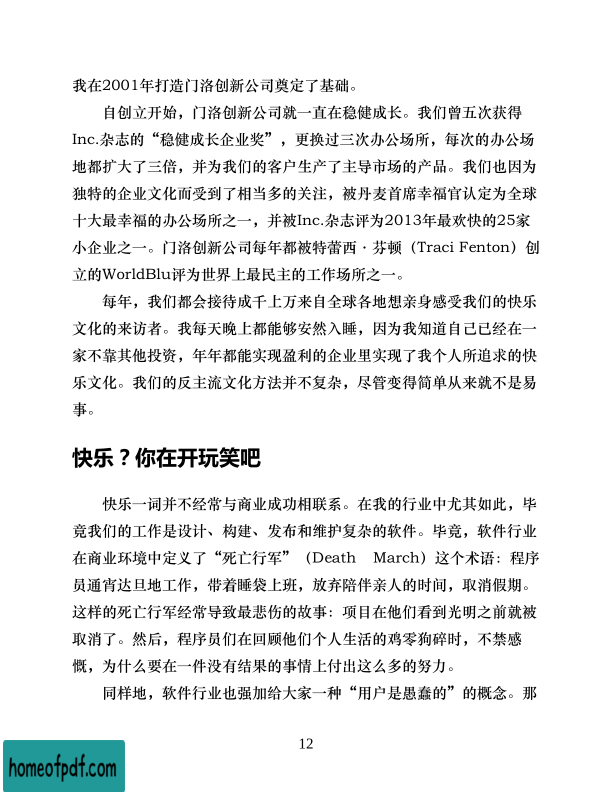 我在2001年打造门洛创新公司奠定了基础。
自创立开始，门洛创新公司就一直在稳健成长。我们曾五次获得
Inc.杂志的“稳健成长企业奖”，更换过三次办公场所，每次的办公场
地都扩大了三倍，并为我们的客户生产了主导市场的产品。我们也因为
独特的企业文化而受到了相当多的关注，被丹麦首席幸福官认定为全球
十大最幸福的办公场所之一，并被Inc.杂志评为2013年最欢快的25家
小企业之一。门洛创新公司每年都被特蕾西·芬顿（Traci Fenton）创
立的WorldBlu评为世界上最民主的工作场所之一。
每年，我们都会接待成千上万来自全球各地想亲身感受我们的快乐
文化的来访者。我每天晚上都能够安然入睡，因为我知道自己已经在一
家不靠其他投资，年年都能实现盈利的企业里实现了我个人所追求的快
乐文化。我们的反主流文化方法并不复杂，尽管变得简单从来就不是易
事。
快乐？你在开玩笑吧
快乐一词并不经常与商业成功相联系。在我的行业中尤其如此，毕
竟我们的工作是设计、构建、发布和维护复杂的软件。毕竟，软件行业
在商业环境中定义了“死亡行军”（Death March）这个术语：程序
员通宵达旦地工作，带着睡袋上班，放弃陪伴亲人的时间，取消假期。
这样的死亡行军经常导致最悲伤的故事：项目在他们看到光明之前就被
取消了。然后，程序员们在回顾他们个人生活的鸡零狗碎时，不禁感
慨，为什么要在一件没有结果的事情上付出这么多的努力。
同样地，软件行业也强加给大家一种“用户是愚蠢的”的概念。那
12
homeofpdf.com